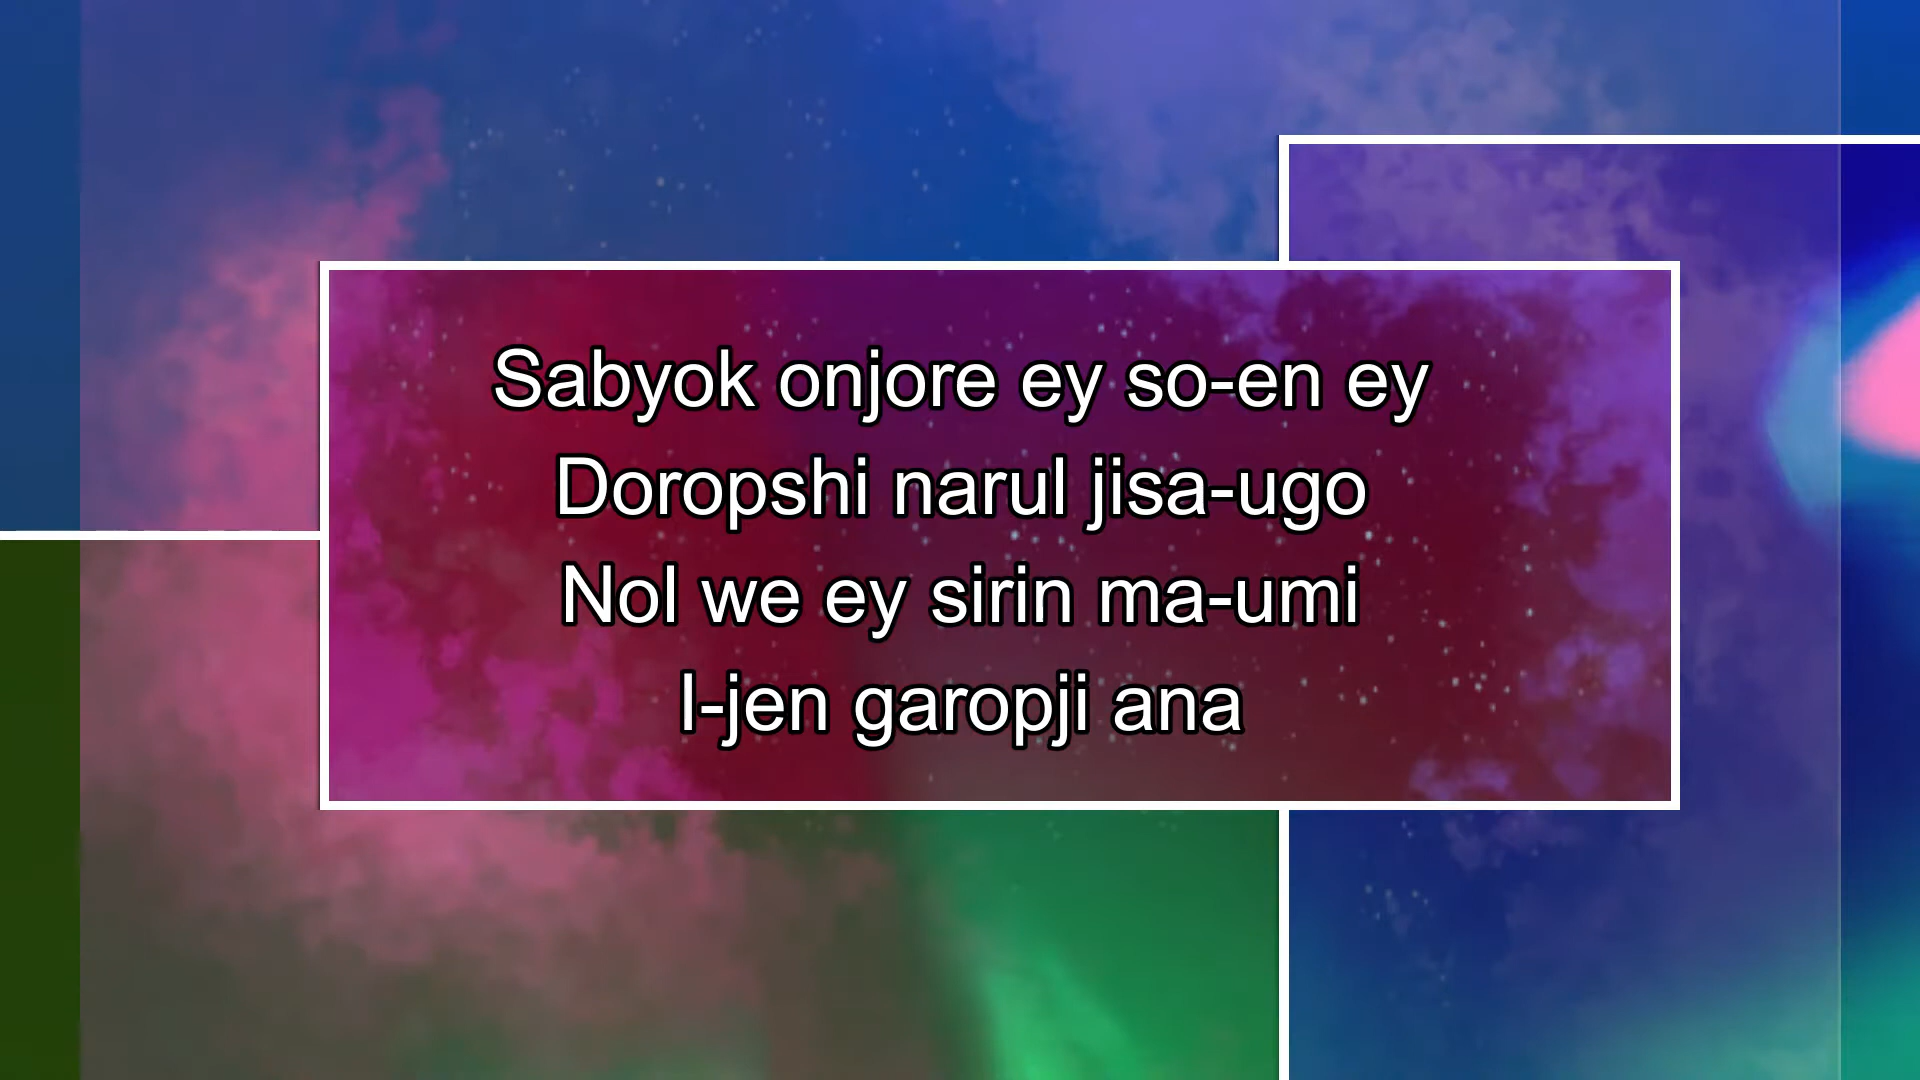 Sabyok onjore ey so-en ey
Doropshi narul jisa-ugo
Nol we ey sirin ma-umi
I-jen garopji ana